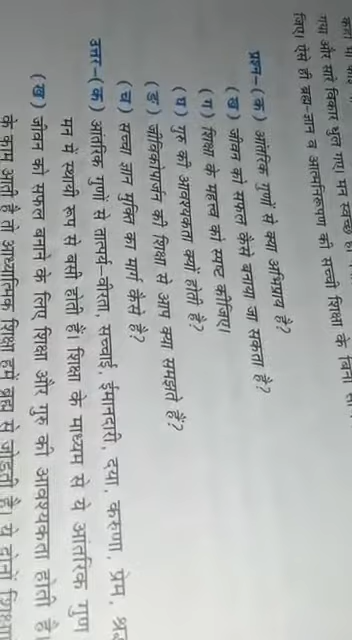 गया और सारे विकार धुल गए। मन स्वच्छ हो
लिए। ऐसे ही ब्रह्म-ज्ञान व आत्मनिरूपण की सच्ची शिक्षा के बिना
प्रश्न-(क) आंतरिक गुणों से क्या अभिप्राय है?
(ख) जीवन को सफल कैसे बनाया जा सकता है?
(ग) शिक्षा के महत्व को स्पष्ट कीजिए।
(घ) गुरु की आवश्यकता क्यों होती है?
(ङ) जीविकोपार्जन की शिक्षा से आप क्या समझते हैं?
(च) सच्चा ज्ञान मुक्ति का मार्ग कैसे है?
उत्तर-(क) आंतरिक गुणों से तात्पर्य-वीरता, सच्चाई, ईमानदारी, दया, करुणा, प्रेम,
मन में स्थायी रूप से बसी होती हैं। शिक्षा के माध्यम से ये आंतरिक गुण
(ख) जीवन को सफल बनाने के लिए शिक्षा और गुरु की आवश्यकता होती है।
के काम आती है तो आध्यात्मिक शिक्षा हमें ब्रह्म से जोड़ती है। ये दोनों शिक्षा